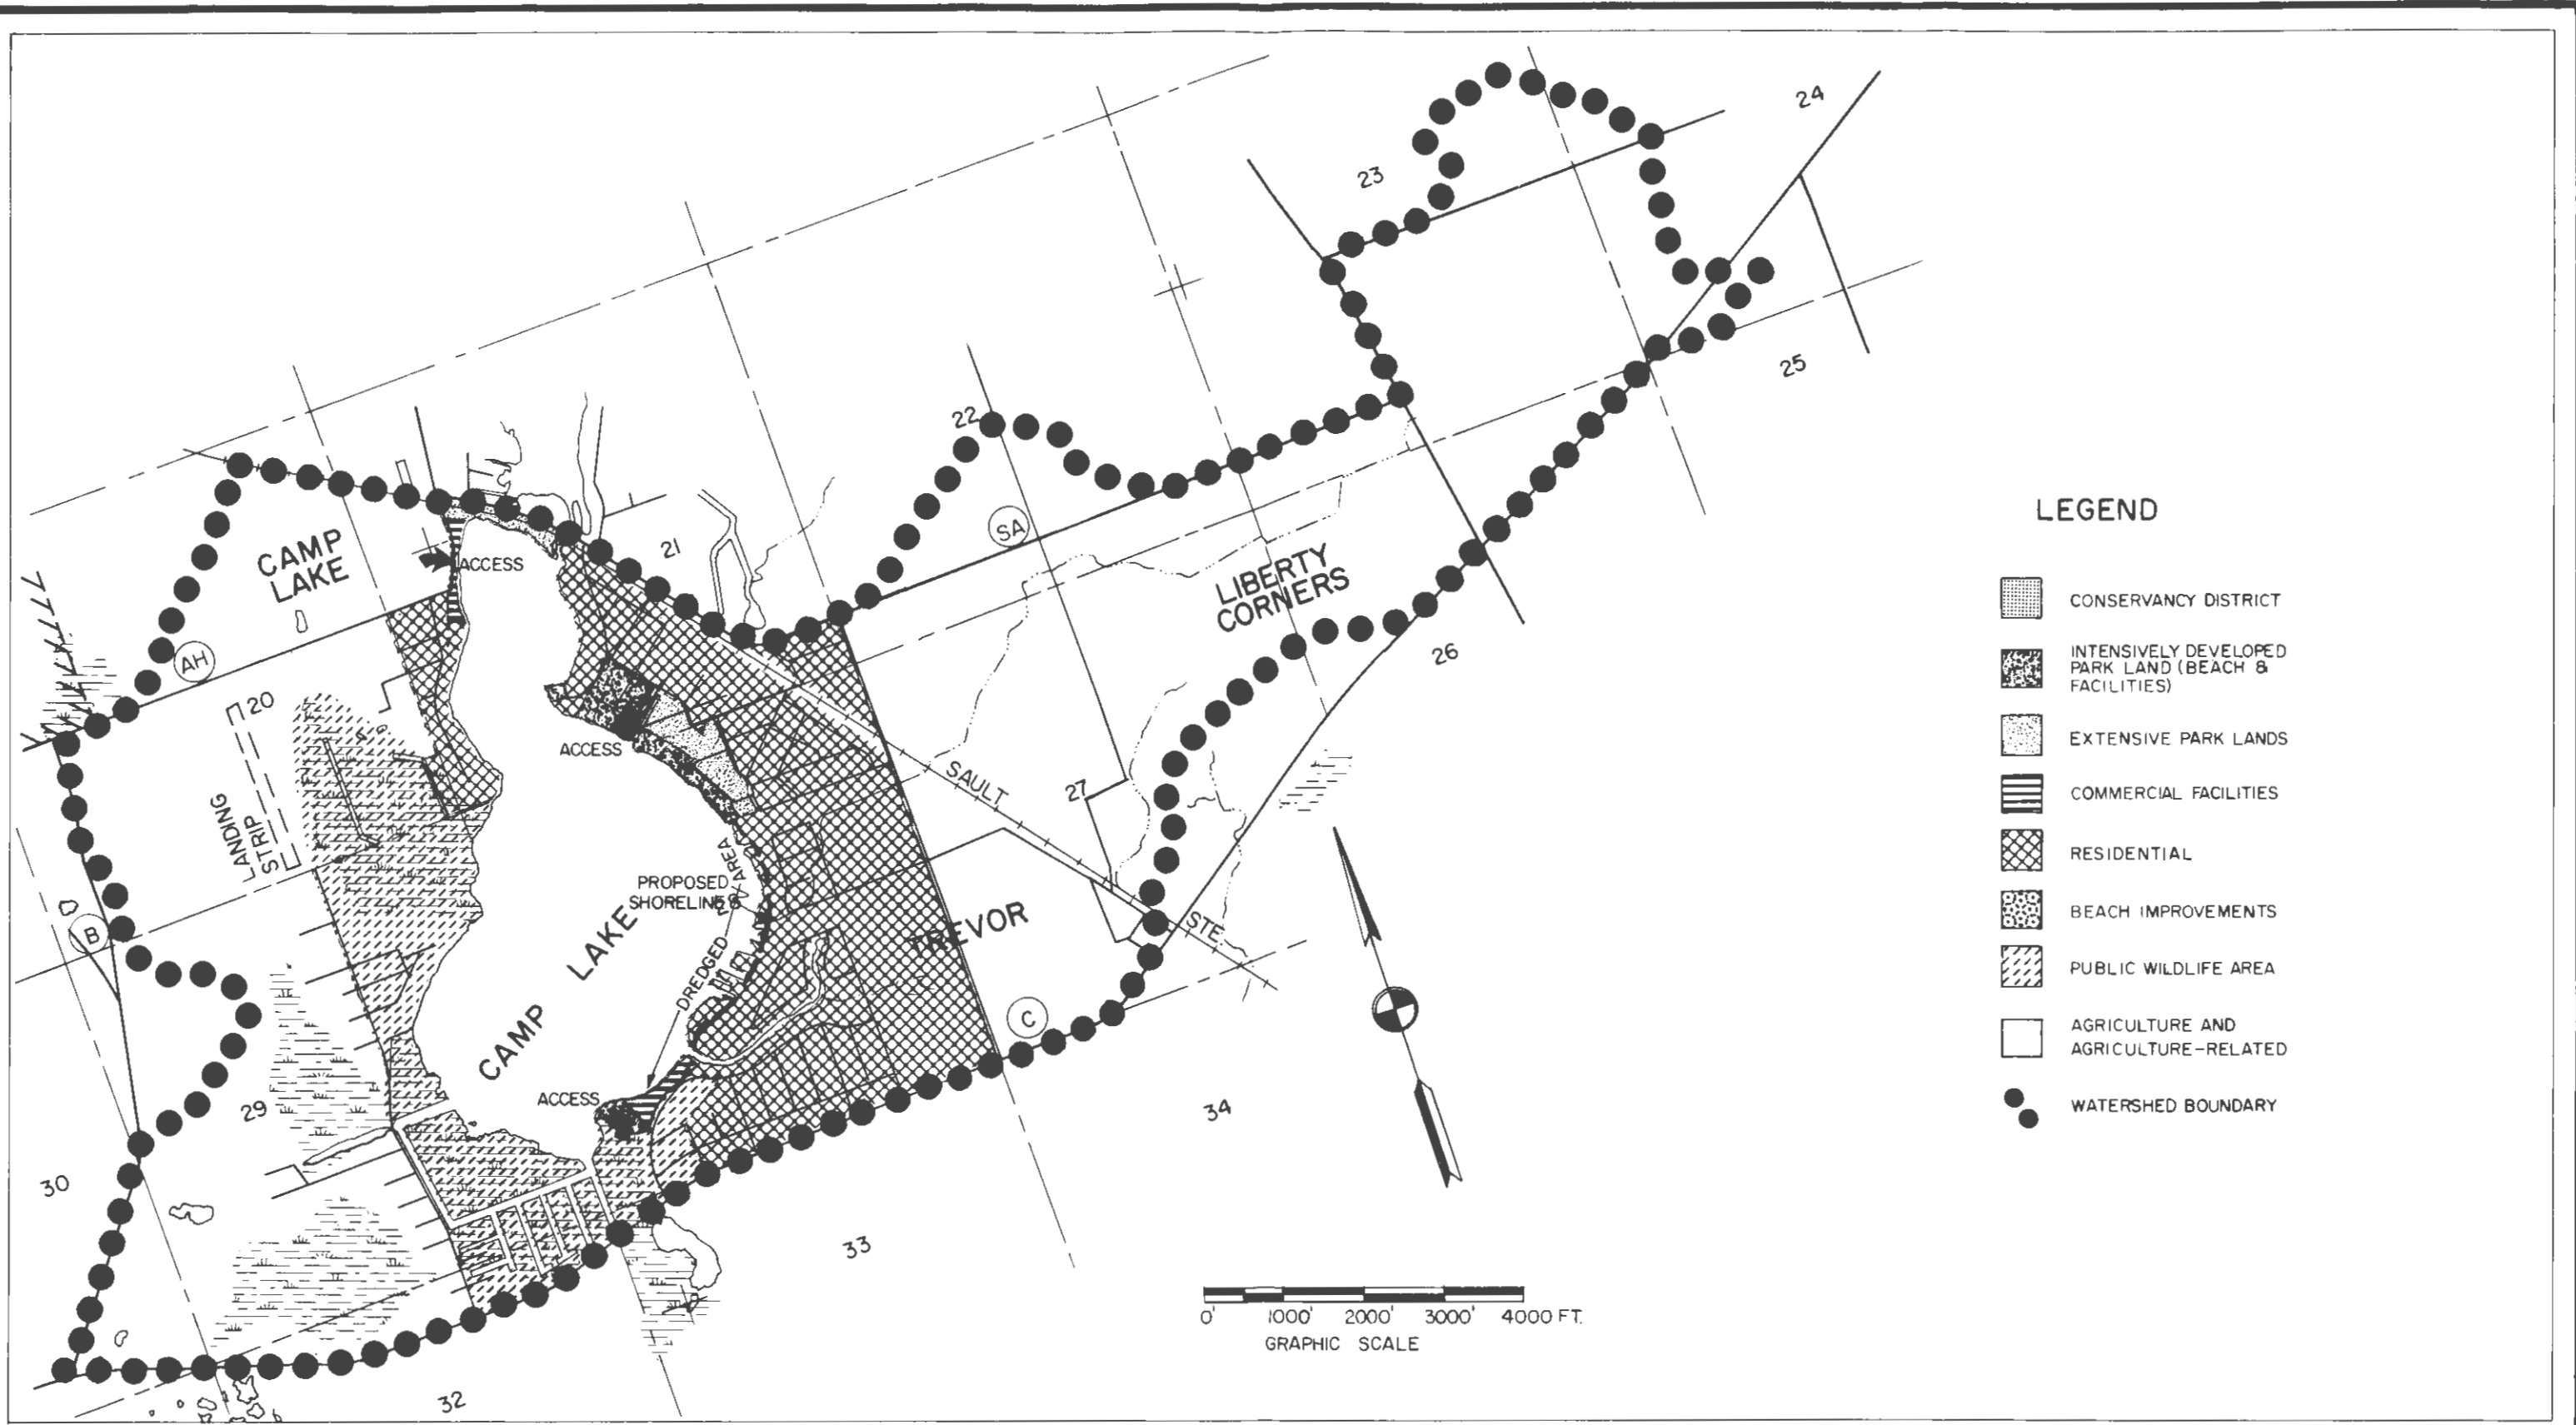 24
23
25
22
SA
21
CAMP
LAKE
ACCESS
LIBERTY
CORNERS
26
AH
20
LANDING
STRIP
ACCESS
SAULT
27
STE.
B
PROPOSED
SHORELINE
DREDGED
AREA
TREVOR
CAMP LAKE
C
ACCESS
29
30
34
33
32
LEGEND
CONSERVANCY DISTRICT
INTENSIVELY DEVELOPED
PARK LAND (BEACH &
FACILITIES)
EXTENSIVE PARK LANDS
COMMERCIAL FACILITIES
RESIDENTIAL
BEACH IMPROVEMENTS
PUBLIC WILDLIFE AREA
AGRICULTURE AND
AGRICULTURE-RELATED
WATERSHED BOUNDARY
0' 1000' 2000' 3000' 4000 FT.
GRAPHIC SCALE